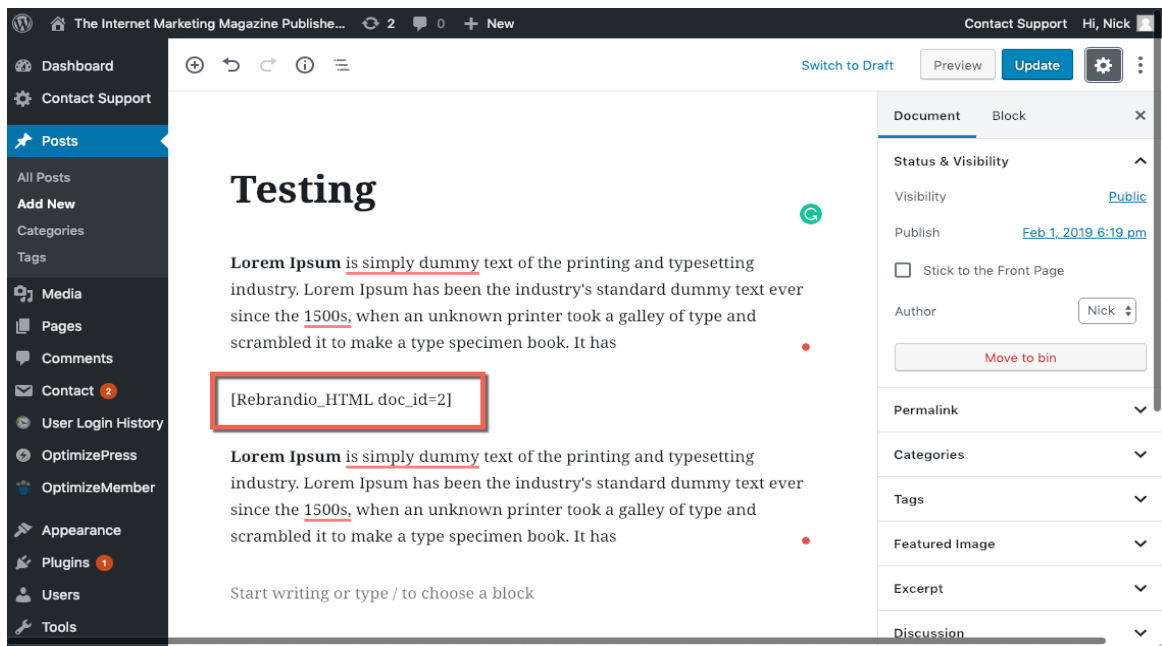 The Internet Marketing Magazine Publishe... 2 0 New Contact Support Hi, Nick
Dashboard
Contact Support
Posts
All Posts
Add New
Categories
Tags
Media
Pages
Comments
Contact 2
User Login History
OptimizePress
OptimizeMember
Appearance
Plugins 1
Users
Tools
Switch to Draft Preview Update
Testing
Lorem Ipsum is simply dummy text of the printing and typesetting
industry. Lorem Ipsum has been the industry's standard dummy text ever
since the 1500s, when an unknown printer took a galley of type and
scrambled it to make a type specimen book. It has
[Rebrandio_HTML doc_id=2]
Lorem Ipsum is simply dummy text of the printing and typesetting
industry. Lorem Ipsum has been the industry's standard dummy text ever
since the 1500s, when an unknown printer took a galley of type and
scrambled it to make a type specimen book. It has
Start writing or type / to choose a block
Document Block
Status & Visibility
Visibility Public
Publish Feb 1, 2019 6:19 pm
Stick to the Front Page
Author Nick
Move to bin
Permalink
Categories
Tags
Featured Image
Excerpt
Discussion